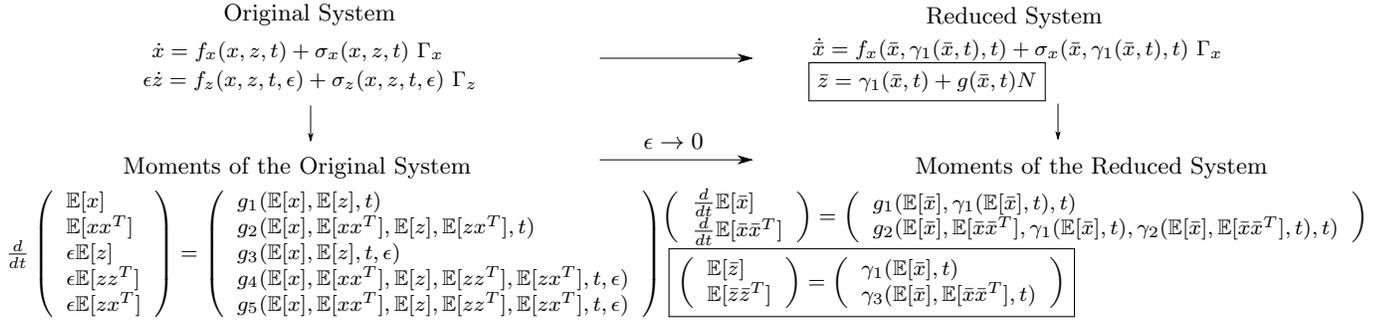 Original System
ẋ = f_x(x, z, t) + σ_x(x, z, t) Γ_x
ϵż = f_z(x, z, t, ϵ) + σ_z(x, z, t, ϵ) Γ_z
Reduced System
ẋ̄ = f_x(x̄, γ_1(x̄, t), t) + σ_x(x̄, γ_1(x̄, t), t) Γ_x
z̄ = γ_1(x̄, t) + g(x̄, t)N
ϵ → 0
Moments of the Original System
d/dt ( 𝔼[x] ) = ( g_1(𝔼[x], 𝔼[z], t) )
𝔼[xx^T] g_2(𝔼[x], 𝔼[xx^T], 𝔼[z], 𝔼[zx^T], t)
ϵ𝔼[z] g_3(𝔼[x], 𝔼[z], t, ϵ)
ϵ𝔼[zz^T] g_4(𝔼[x], 𝔼[xx^T], 𝔼[z], 𝔼[zz^T], 𝔼[zx^T], t, ϵ)
ϵ𝔼[zx^T] g_5(𝔼[x], 𝔼[xx^T], 𝔼[z], 𝔼[zz^T], 𝔼[zx^T], t, ϵ)
Moments of the Reduced System
( d/dt 𝔼[x̄] ) = ( g_1(𝔼[x̄], γ_1(𝔼[x̄], t), t) )
d/dt 𝔼[x̄x̄^T] g_2(𝔼[x̄], 𝔼[x̄x̄^T], γ_1(𝔼[x̄], t), γ_2(𝔼[x̄], 𝔼[x̄x̄^T], t), t)
( 𝔼[z̄] ) = ( γ_1(𝔼[x̄], t) )
𝔼[z̄z̄^T] γ_3(𝔼[x̄], 𝔼[x̄x̄^T], t)